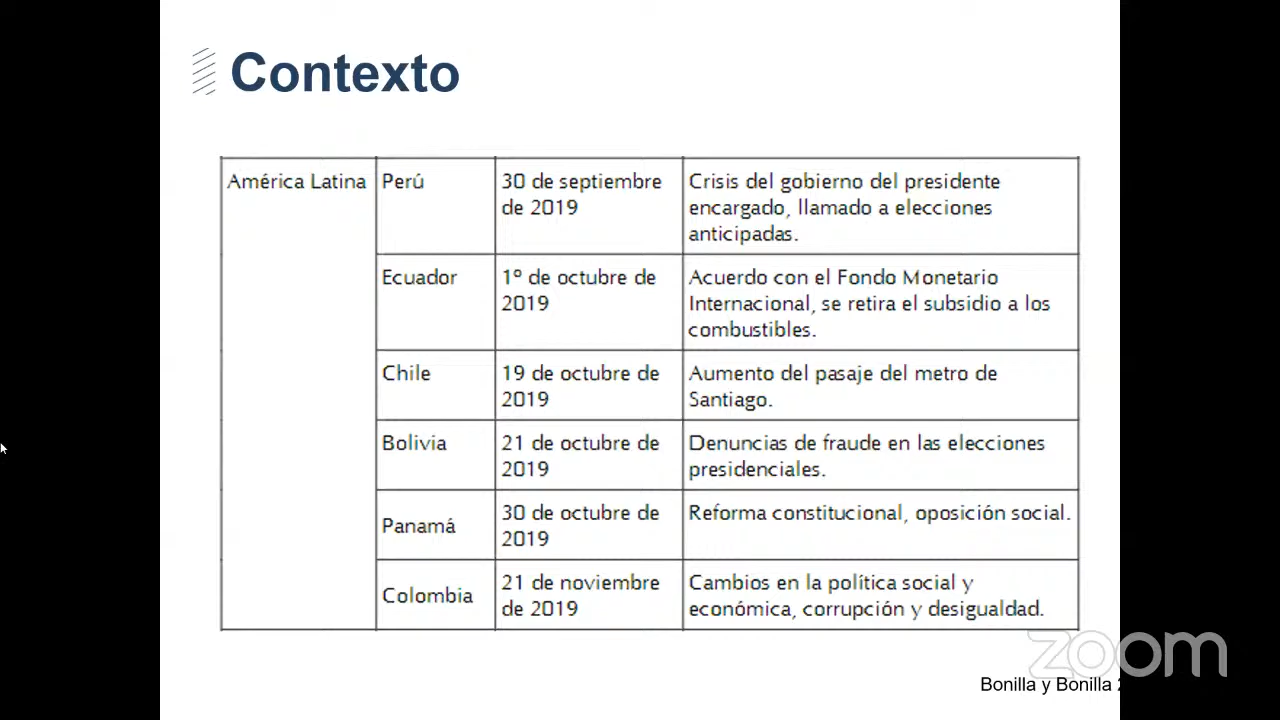 Contexto
América Latina
Perú
30 de septiembre
de 2019
Crisis del gobierno del presidente
encargado, llamado a elecciones
anticipadas.
Ecuador
1º de octubre de
2019
Acuerdo con el Fondo Monetario
Internacional, se retira el subsidio a los
combustibles.
Chile
19 de octubre de
2019
Aumento del pasaje del metro de
Santiago.
Bolivia
21 de octubre de
2019
Denuncias de fraude en las elecciones
presidenciales.
Panamá
30 de octubre de
2019
Reforma constitucional, oposición social.
Colombia
21 de noviembre
de 2019
Cambios en la política social y
económica, corrupción y desigualdad.
zoom
Bonilla y Bonilla